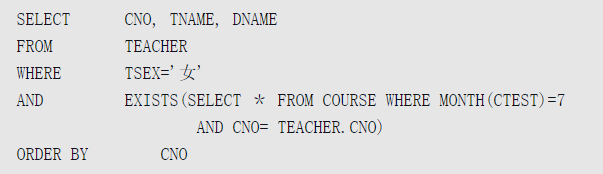 SELECT CNO, TNAME, DNAME
FROM TEACHER
WHERE TSEX='女'
AND EXISTS(SELECT * FROM COURSE WHERE MONTH(CTEST)=7
AND CNO= TEACHER.CNO)
ORDER BY CNO